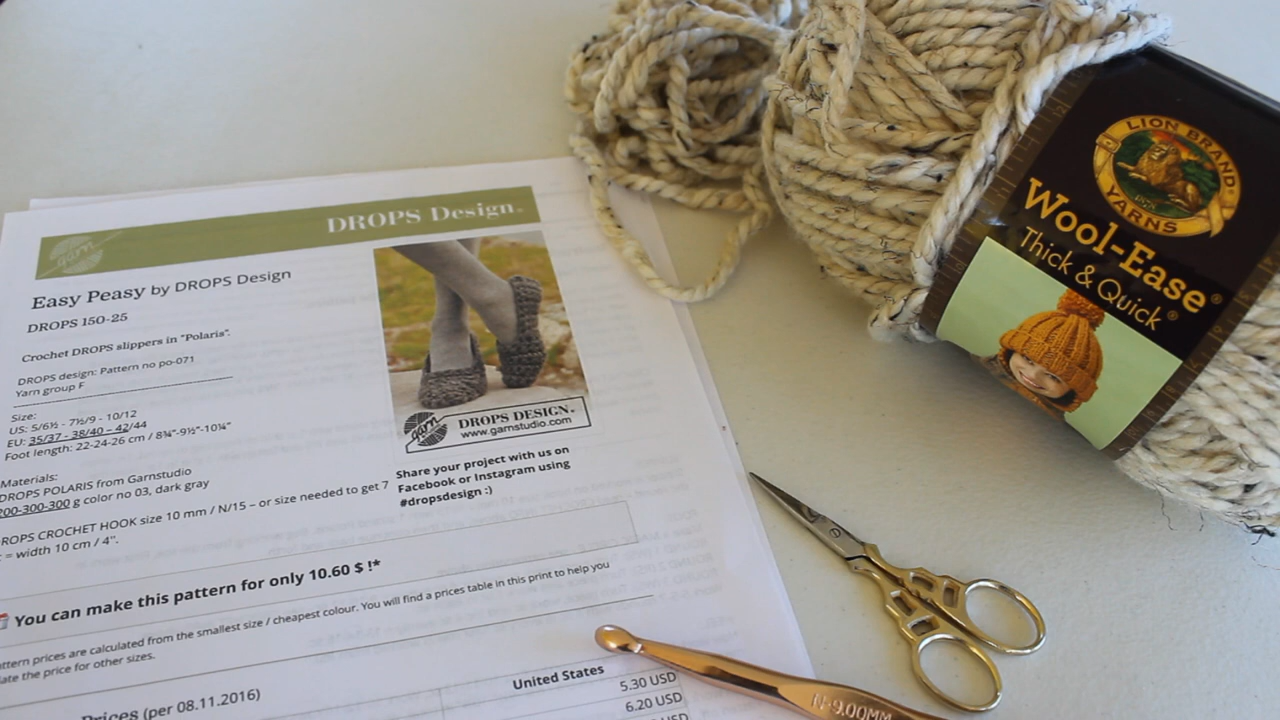 DROPS Design®
garn
Easy Peasy by DROPS Design
DROPS 150-25
Crochet DROPS slippers in "Polaris".
DROPS design: Pattern no po-071
Yarn group F
Size:
US: 5/6½ - 7½/9 - 10/12
EU: 35/37 - 38/40 - 42/44
Foot length: 22-24-26 cm / 8¾"-9½"-10¼"
Materials:
DROPS POLARIS from Garnstudio
200-300-300 g color no 03, dark gray
ROPS CROCHET HOOK size 10 mm / N/15 – or size needed to get 7
= width 10 cm / 4".
garn
DROPS DESIGN®
www.garnstudio.com
Share your project with us on
Facebook or Instagram using
#dropsdesign :)
You can make this pattern for only 10.60 $ !*
ttern prices are calculated from the smallest size / cheapest colour. You will find a prices table in this print to help you
late the price for other sizes.
Prices (per 08.11.2016)
United States
5.30 USD
6.20 USD
USD
LION BRAND®
YARNS
Wool-Ease®
Thick & Quick®
N-9.00MM